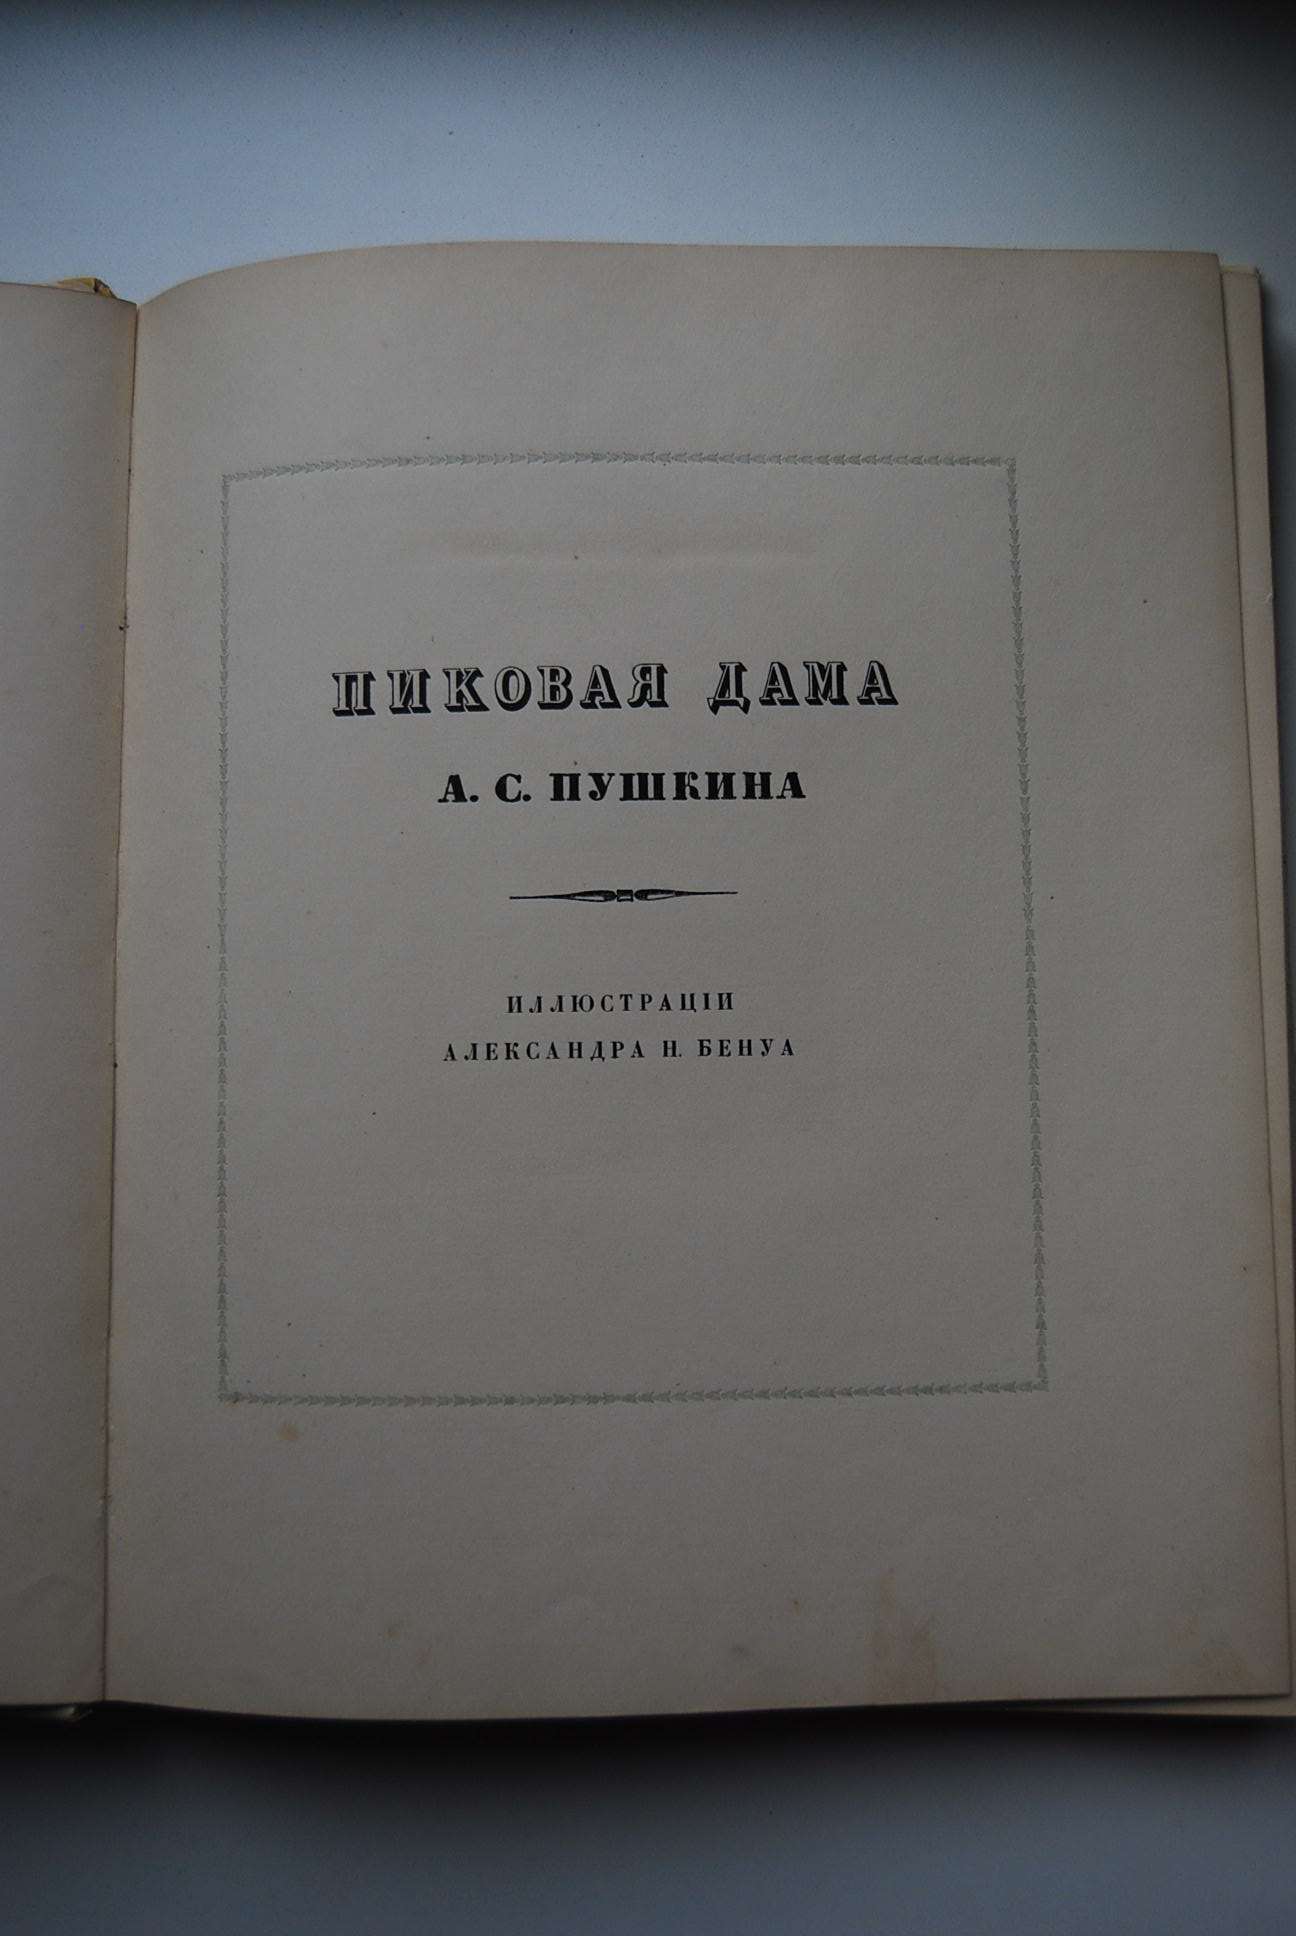 ПИКОВАЯ ДАМА
А. С. ПУШКИНА
ИЛЛЮСТРАЦІИ
АЛЕКСАНДРА Н. БЕНУА